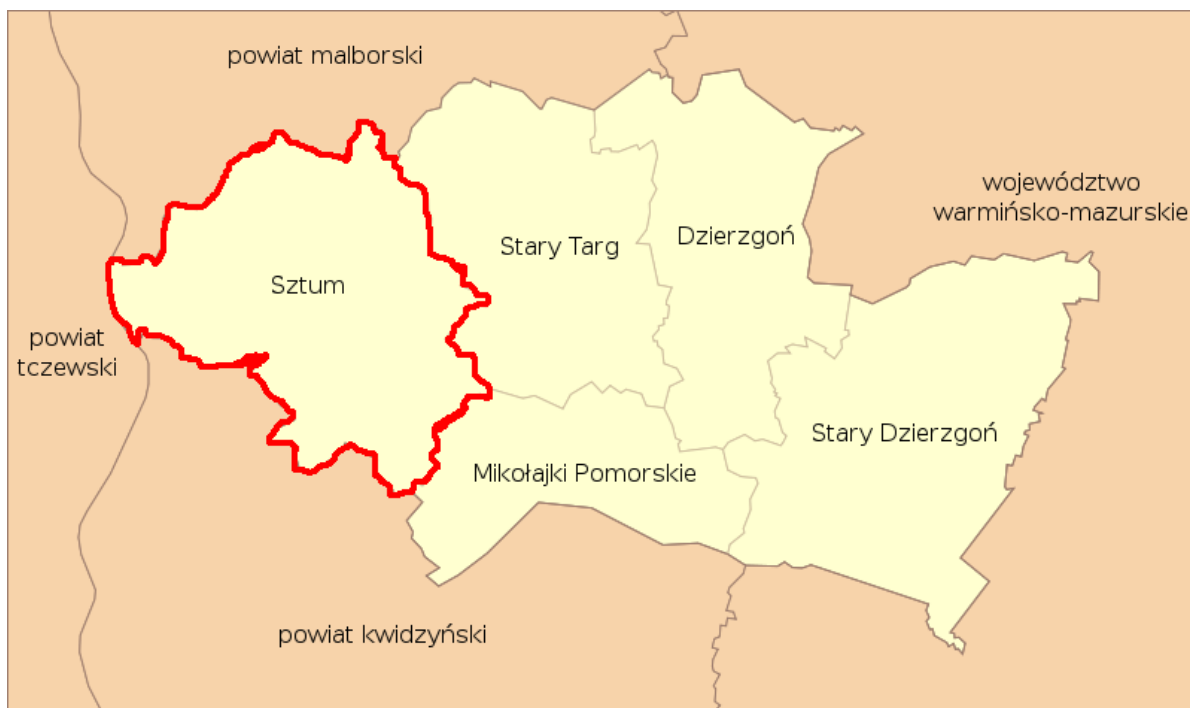 powiat malborski
województwo
warmińsko-mazurskie
Stary Targ
Dzierzgoń
Sztum
powiat
tczewski
Stary Dzierzgoń
Mikołajki Pomorskie
powiat kwidzyński